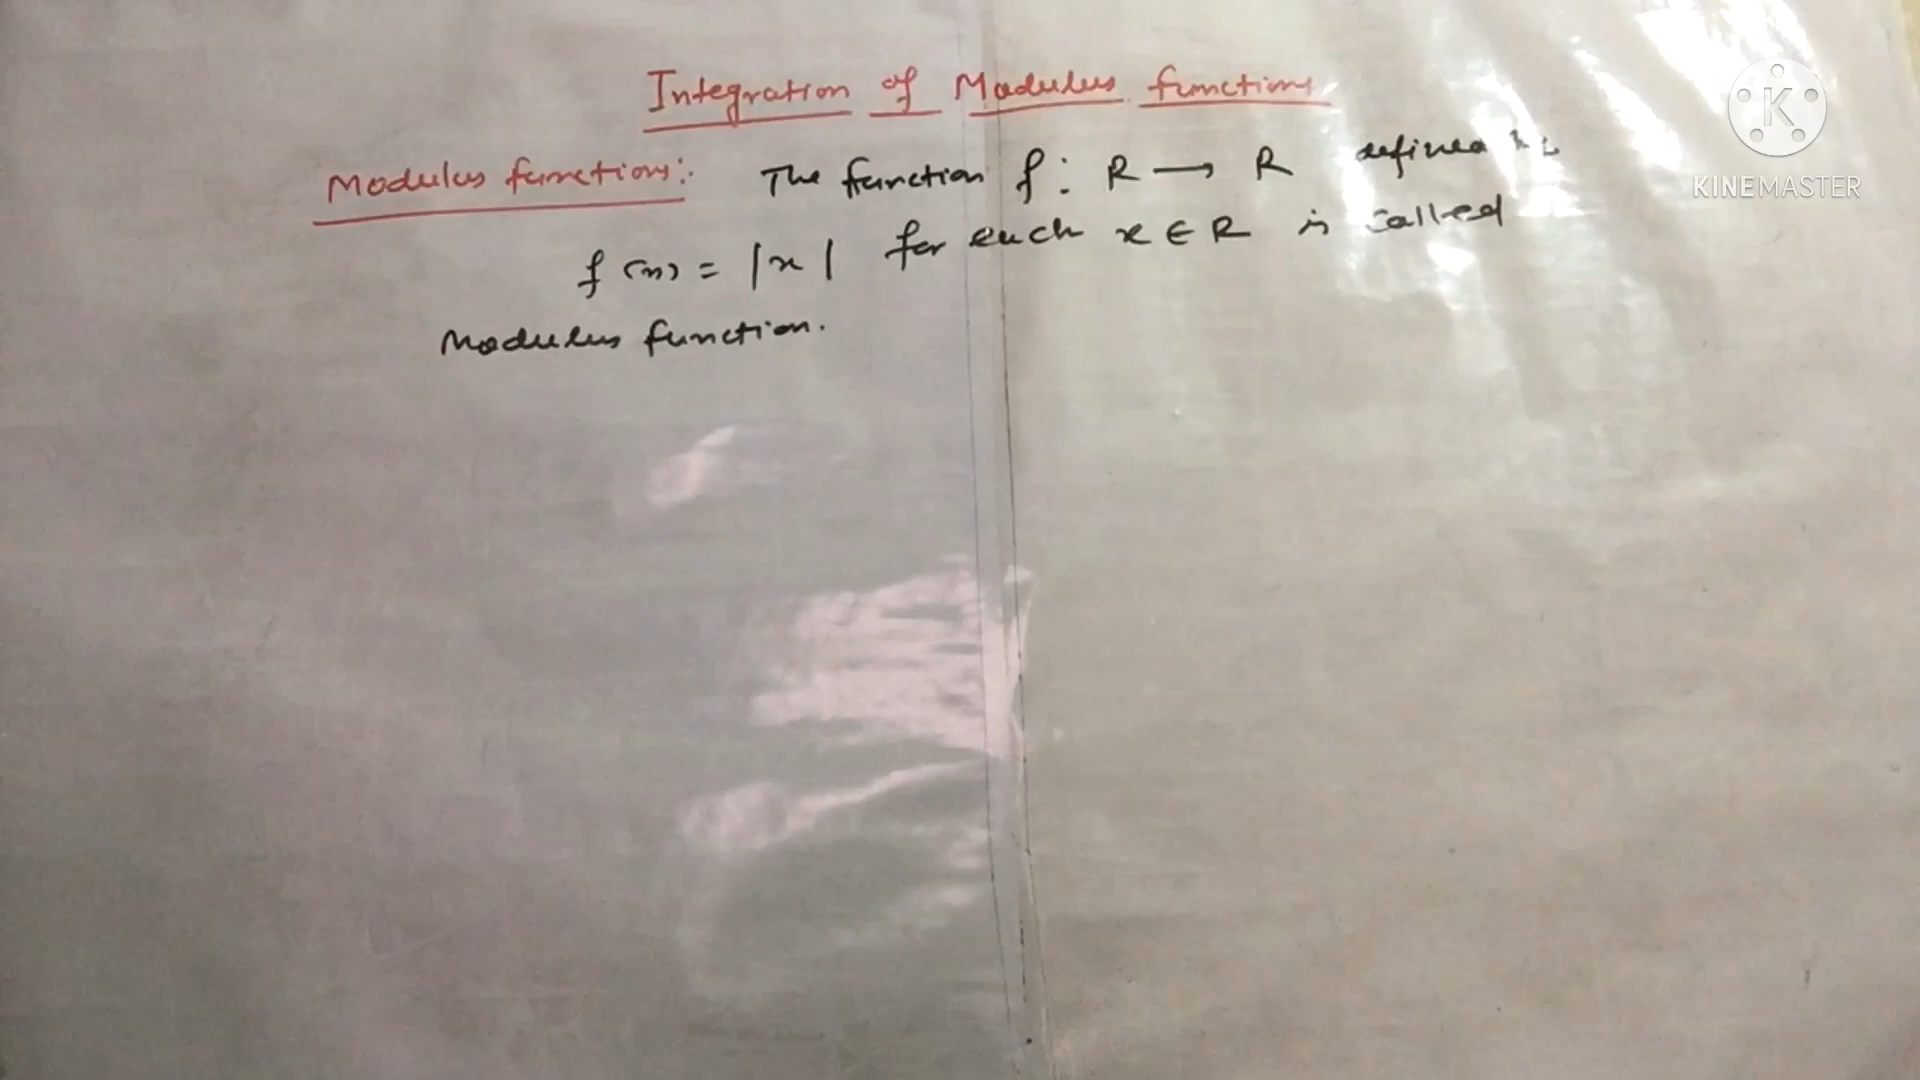 Integration of Modulus functions
Modulus functions: The function f: R → R defined by
f(x) = |x| for each x ∈ R is called
Modulus function.
KINEMASTER